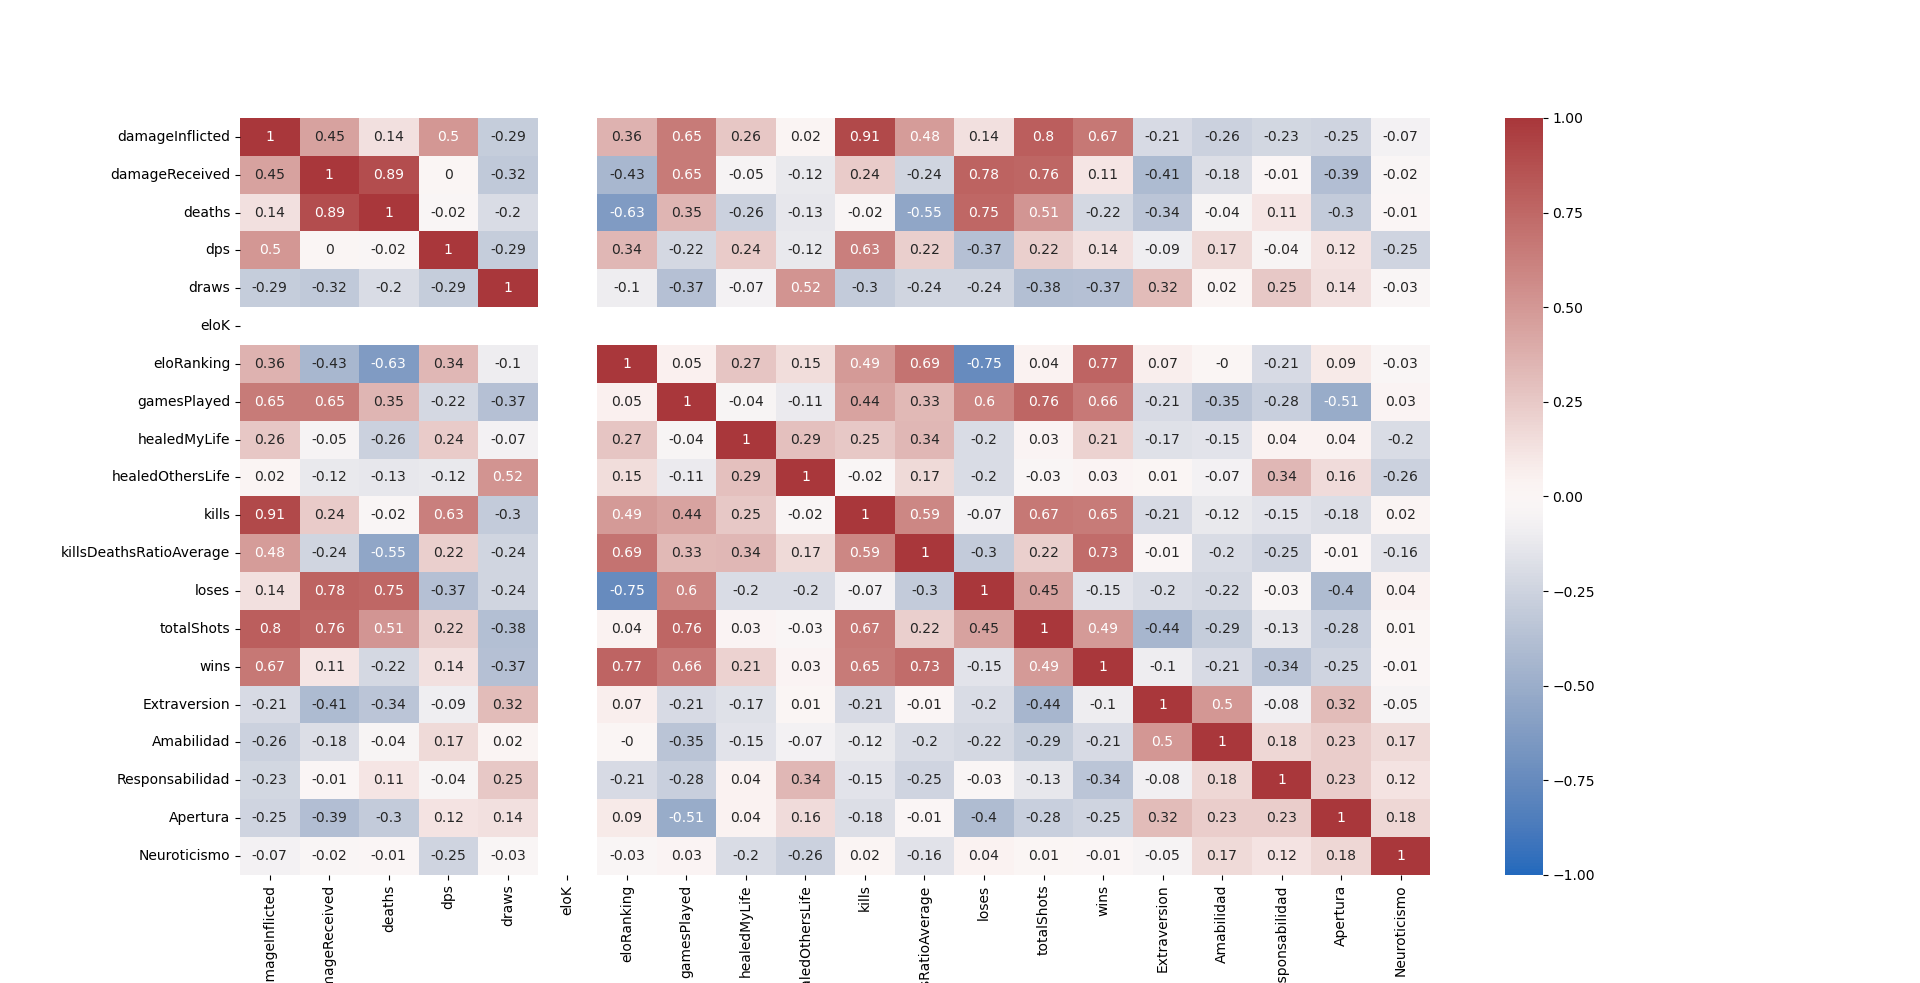 damageInflicted 1 0.45 0.14 0.5 -0.29 0.36 0.65 0.26 0.02 0.91 0.48 0.14 0.8 0.67 -0.21 -0.26 -0.23 -0.25 -0.07 1.00
damageReceived 0.45 1 0.89 0 -0.32 -0.43 0.65 -0.05 -0.12 0.24 -0.24 0.78 0.76 0.11 -0.41 -0.18 -0.01 -0.39 -0.02
deaths 0.14 0.89 1 -0.02 -0.2 -0.63 0.35 -0.26 -0.13 -0.02 -0.55 0.75 0.51 -0.22 -0.34 -0.04 0.11 -0.3 -0.01 0.75
dps 0.5 0 -0.02 1 -0.29 0.34 -0.22 0.24 -0.12 0.63 0.22 -0.37 0.22 0.14 -0.09 0.17 -0.04 0.12 -0.25
draws -0.29 -0.32 -0.2 -0.29 1 -0.1 -0.37 -0.07 0.52 -0.3 -0.24 -0.24 -0.38 -0.37 0.32 0.02 0.25 0.14 -0.03 0.50
eloK
eloRanking 0.36 -0.43 -0.63 0.34 -0.1 1 0.05 0.27 0.15 0.49 0.69 -0.75 0.04 0.77 0.07 -0 -0.21 0.09 -0.03
gamesPlayed 0.65 0.65 0.35 -0.22 -0.37 0.05 1 -0.04 -0.11 0.44 0.33 0.6 0.76 0.66 -0.21 -0.35 -0.28 -0.51 0.03 0.25
healedMyLife 0.26 -0.05 -0.26 0.24 -0.07 0.27 -0.04 1 0.29 0.25 0.34 -0.2 0.03 0.21 -0.17 -0.15 0.04 0.04 -0.2
healedOthersLife 0.02 -0.12 -0.13 -0.12 0.52 0.15 -0.11 0.29 1 -0.02 0.17 -0.2 -0.03 0.03 0.01 -0.07 0.34 0.16 -0.26
kills 0.91 0.24 -0.02 0.63 -0.3 0.49 0.44 0.25 -0.02 1 0.59 -0.07 0.67 0.65 -0.21 -0.12 -0.15 -0.18 0.02 0.00
killsDeathsRatioAverage 0.48 -0.24 -0.55 0.22 -0.24 0.69 0.33 0.34 0.17 0.59 1 -0.3 0.22 0.73 -0.01 -0.2 -0.25 -0.01 -0.16
loses 0.14 0.78 0.75 -0.37 -0.24 -0.75 0.6 -0.2 -0.2 -0.07 -0.3 1 0.45 -0.15 -0.2 -0.22 -0.03 -0.4 0.04 −0.25
totalShots 0.8 0.76 0.51 0.22 -0.38 0.04 0.76 0.03 -0.03 0.67 0.22 0.45 1 0.49 -0.44 -0.29 -0.13 -0.28 0.01
wins 0.67 0.11 -0.22 0.14 -0.37 0.77 0.66 0.21 0.03 0.65 0.73 -0.15 0.49 1 -0.1 -0.21 -0.34 -0.25 -0.01
Extraversion -0.21 -0.41 -0.34 -0.09 0.32 0.07 -0.21 -0.17 0.01 -0.21 -0.01 -0.2 -0.44 -0.1 1 0.5 -0.08 0.32 -0.05 −0.50
Amabilidad -0.26 -0.18 -0.04 0.17 0.02 -0 -0.35 -0.15 -0.07 -0.12 -0.2 -0.22 -0.29 -0.21 0.5 1 0.18 0.23 0.17
Responsabilidad -0.23 -0.01 0.11 -0.04 0.25 -0.21 -0.28 0.04 0.34 -0.15 -0.25 -0.03 -0.13 -0.34 -0.08 0.18 1 0.23 0.12 −0.75
Apertura -0.25 -0.39 -0.3 0.12 0.14 0.09 -0.51 0.04 0.16 -0.18 -0.01 -0.4 -0.28 -0.25 0.32 0.23 0.23 1 0.18
Neuroticismo -0.07 -0.02 -0.01 -0.25 -0.03 -0.03 0.03 -0.2 -0.26 0.02 -0.16 0.04 0.01 -0.01 -0.05 0.17 0.12 0.18 1 −1.00
mageInflicted
mageReceived
deaths
dps
draws
eloK
eloRanking
gamesPlayed
healedMyLife
aledOthersLife
kills
sRatioAverage
loses
totalShots
wins
Extraversion
Amabilidad
sponsabilidad
Apertura
Neuroticismo